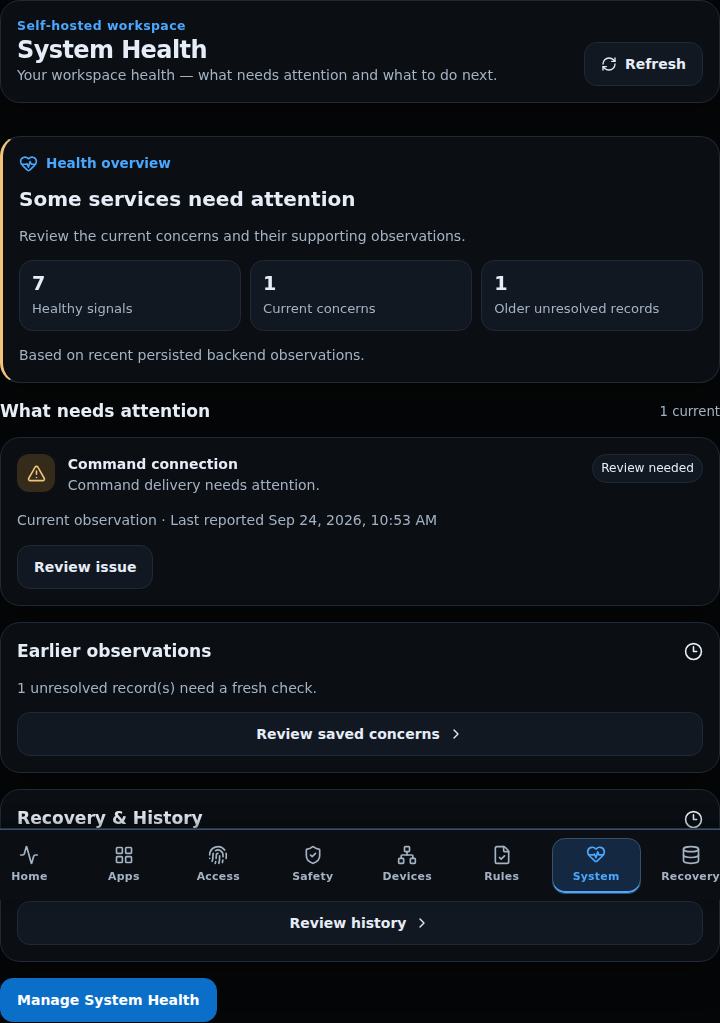 Self-hosted workspace
System Health
Your workspace health — what needs attention and what to do next.
Refresh
Health overview
Some services need attention
Review the current concerns and their supporting observations.
7
Healthy signals
1
Current concerns
1
Older unresolved records
Based on recent persisted backend observations.
What needs attention
1 current
Command connection
Command delivery needs attention.
Review needed
Current observation · Last reported Sep 24, 2026, 10:53 AM
Review issue
Earlier observations
1 unresolved record(s) need a fresh check.
Review saved concerns
Recovery & History
Home
Apps
Access
Safety
Devices
Rules
System
Recovery
Review history
Manage System Health